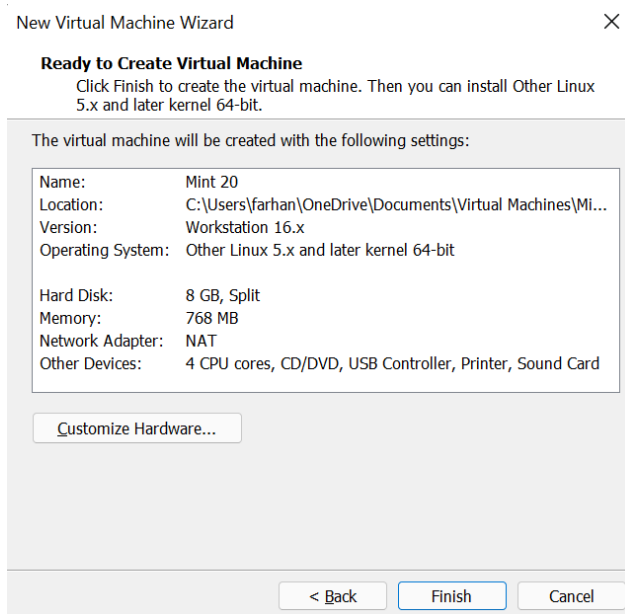 New Virtual Machine Wizard
Ready to Create Virtual Machine
Click Finish to create the virtual machine. Then you can install Other Linux
5.x and later kernel 64-bit.
The virtual machine will be created with the following settings:
Name: Mint 20
Location: C:\Users\farhan\OneDrive\Documents\Virtual Machines\Mi...
Version: Workstation 16.x
Operating System: Other Linux 5.x and later kernel 64-bit
Hard Disk: 8 GB, Split
Memory: 768 MB
Network Adapter: NAT
Other Devices: 4 CPU cores, CD/DVD, USB Controller, Printer, Sound Card
Customize Hardware...
< Back Finish Cancel